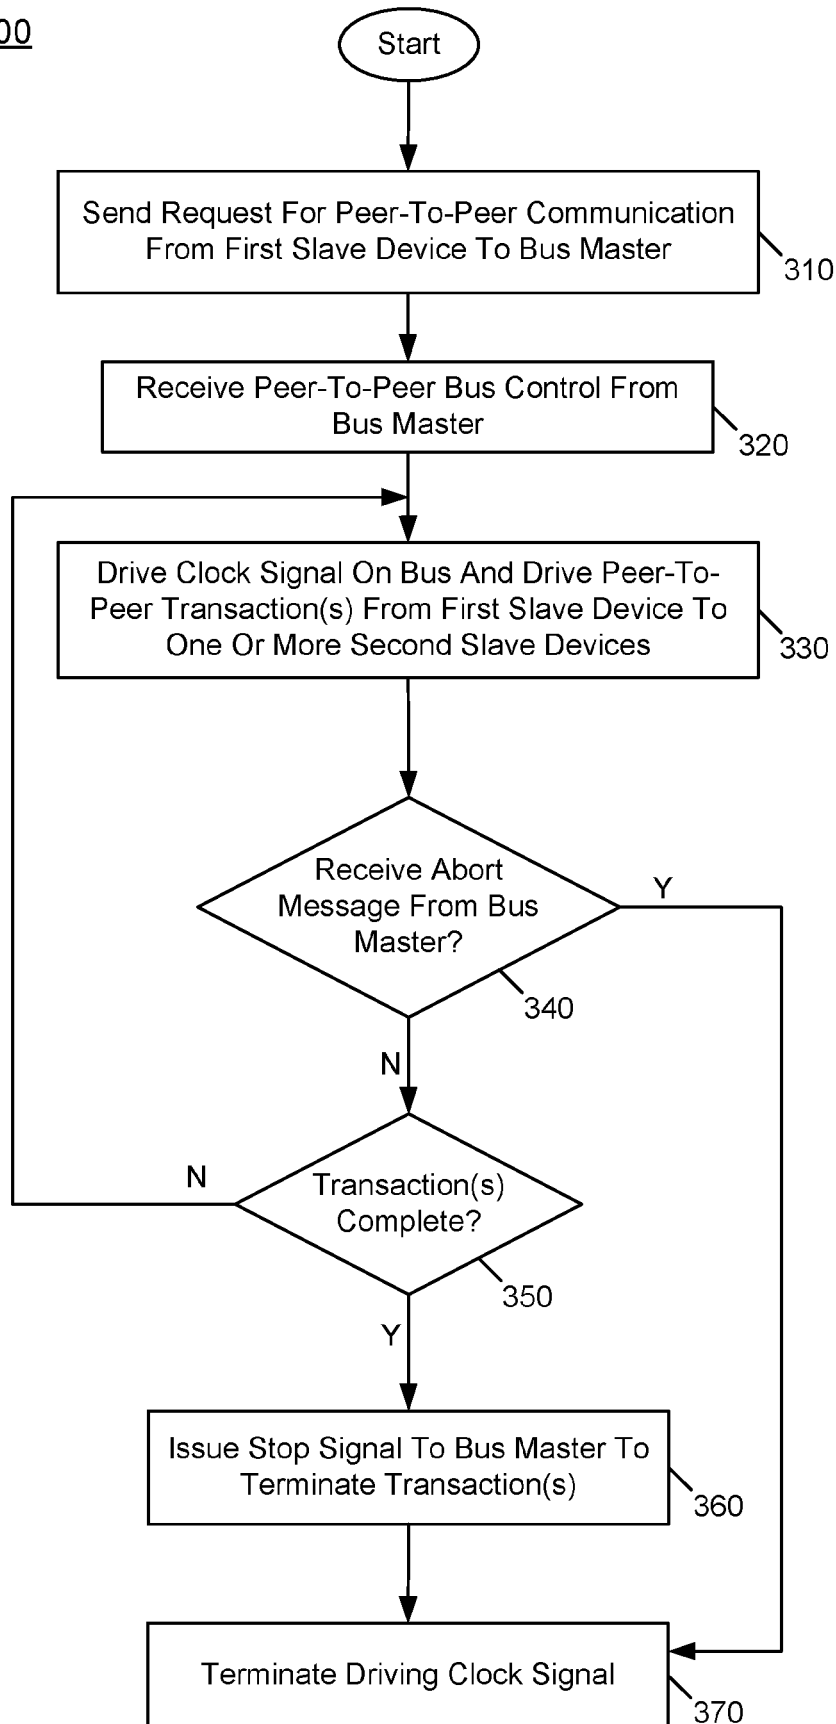 00
Start
Send Request For Peer-To-Peer Communication
From First Slave Device To Bus Master
310
Receive Peer-To-Peer Bus Control From
Bus Master
320
Drive Clock Signal On Bus And Drive Peer-To-
Peer Transaction(s) From First Slave Device To
One Or More Second Slave Devices
330
Receive Abort
Message From Bus
Master?
Y
340
N
N
Transaction(s)
Complete?
350
Y
Issue Stop Signal To Bus Master To
Terminate Transaction(s)
360
Terminate Driving Clock Signal
370